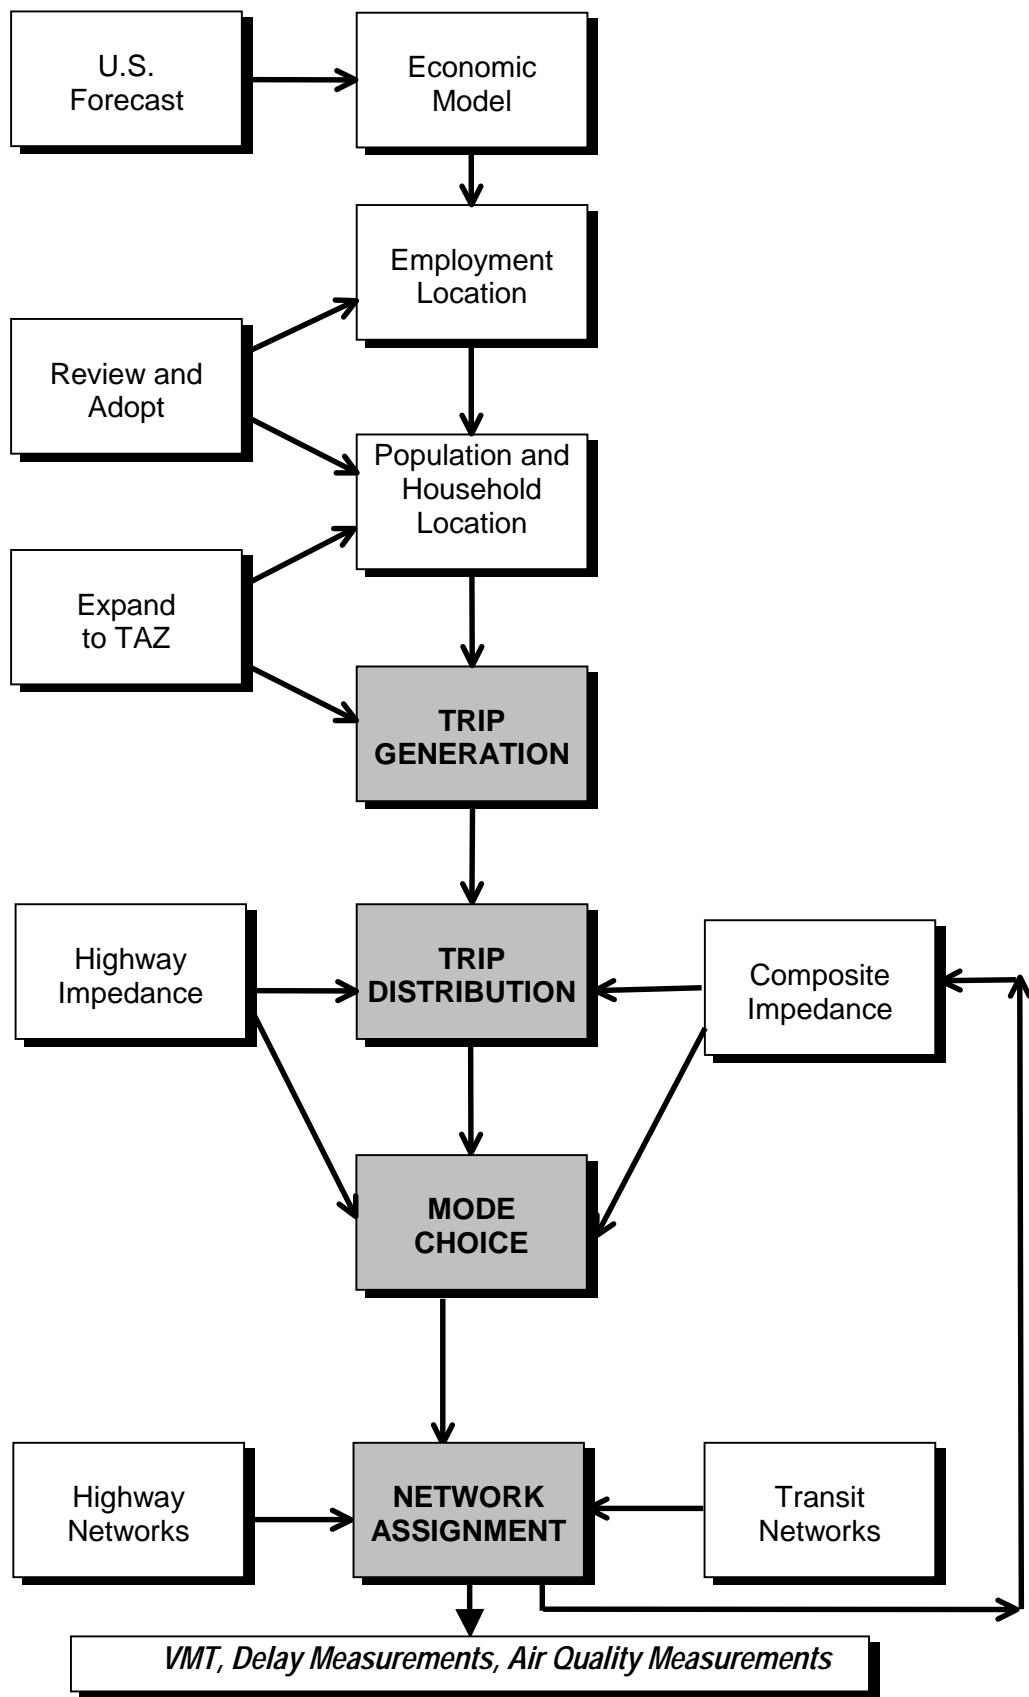 U.S.
Forecast
Economic
Model
Employment
Location
Review and
Adopt
Population and
Household
Location
Expand
to TAZ
TRIP
GENERATION
Highway
Impedance
TRIP
DISTRIBUTION
Composite
Impedance
MODE
CHOICE
Highway
Networks
NETWORK
ASSIGNMENT
Transit
Networks
VMT, Delay Measurements, Air Quality Measurements